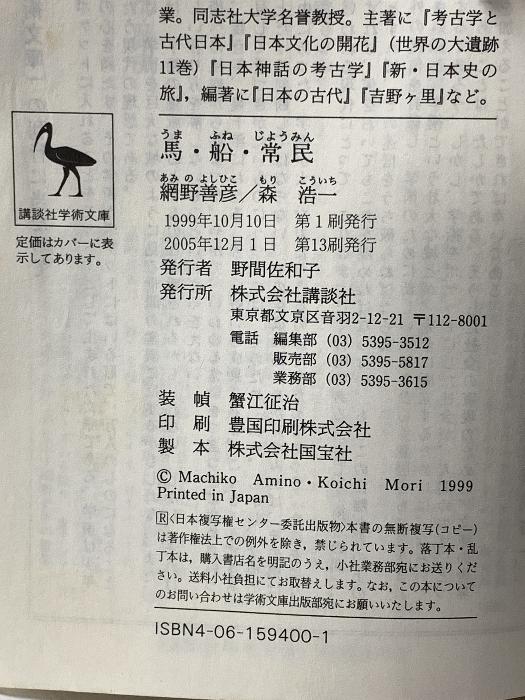 業。同志社大学名誉教授。主著に『考古学と
古代日本』『日本文化の開花』（世界の大遺跡
11巻）『日本神話の考古学』『新・日本史の
旅』，編著に『日本の古代』『吉野ヶ里』など。
講談社学術文庫
定価はカバーに表
示してあります。
うま ふね じょうみん
馬・船・常民
あみ の よしひこ もり こういち
網野善彦／森 浩一
1999年10月10日 第1刷発行
2005年12月1日 第13刷発行
発行者 野間佐和子
発行所 株式会社講談社
東京都文京区音羽2-12-21 〒112-8001
電話 編集部 (03) 5395-3512
販売部 (03) 5395-5817
業務部 (03) 5395-3615
装 幀 蟹江征治
印 刷 豊国印刷株式会社
製 本 株式会社国宝社
© Machiko Amino・Koichi Mori 1999
Printed in Japan
R〈日本複写権センター委託出版物〉本書の無断複写（コピー）
は著作権法上での例外を除き，禁じられています。落丁本・乱
丁本は，購入書店名を明記のうえ，小社業務部宛にお送りくだ
さい。送料小社負担にてお取替えします。なお，この本について
のお問い合わせは学術文庫出版部宛にお願いいたします。
ISBN4-06-159400-1